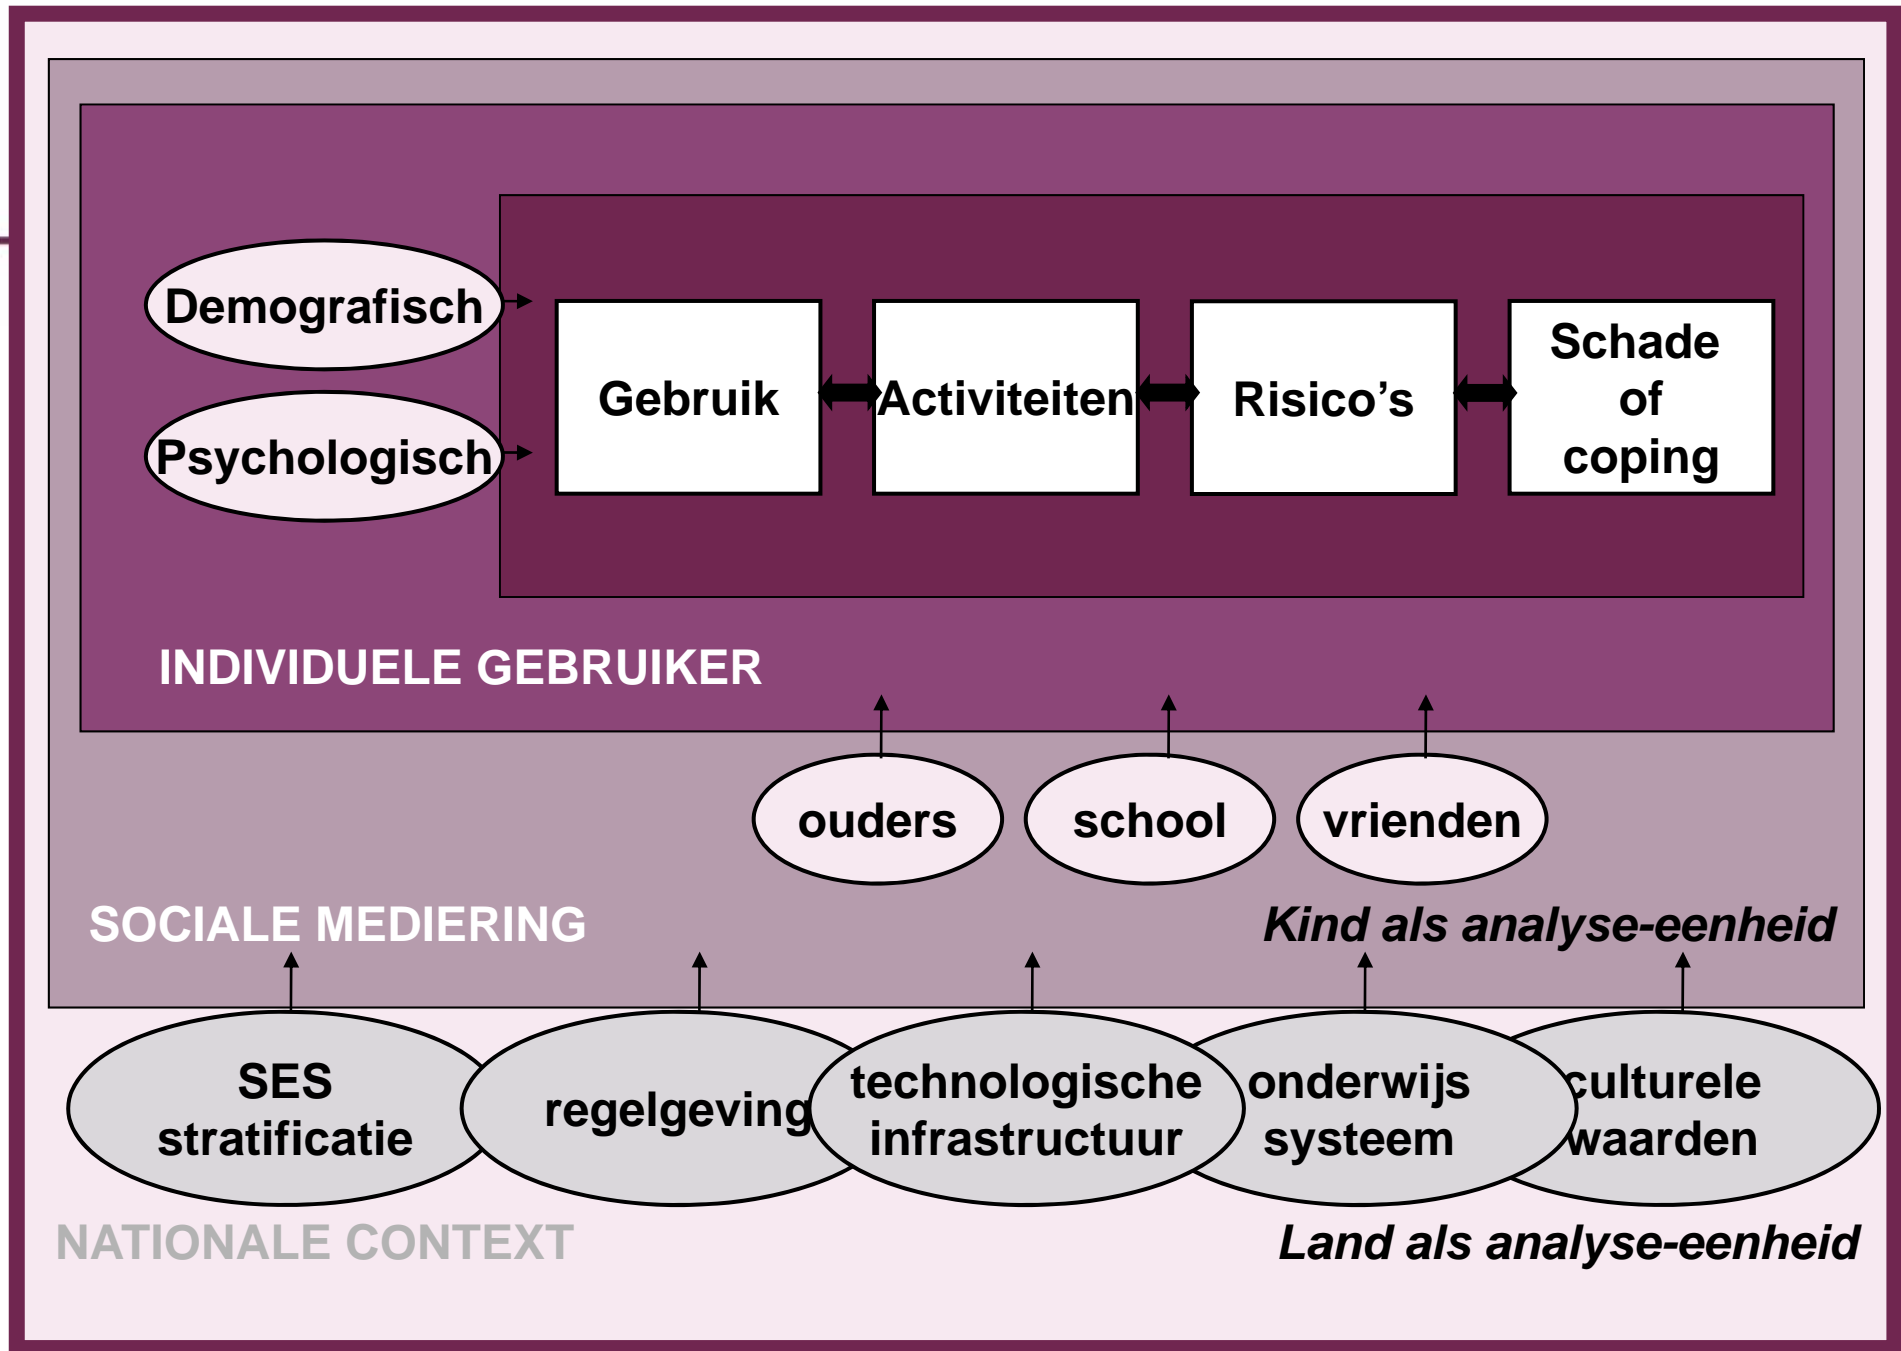 Demografisch
Psychologisch
Gebruik
Activiteiten
Risico's
Schade
of
coping
INDIVIDUELE GEBRUIKER
ouders
school
vrienden
SOCIALE MEDIERING
Kind als analyse-eenheid
SES
stratificatie
regelgeving
technologische
infrastructuur
onderwijs
systeem
culturele
waarden
NATIONALE CONTEXT
Land als analyse-eenheid